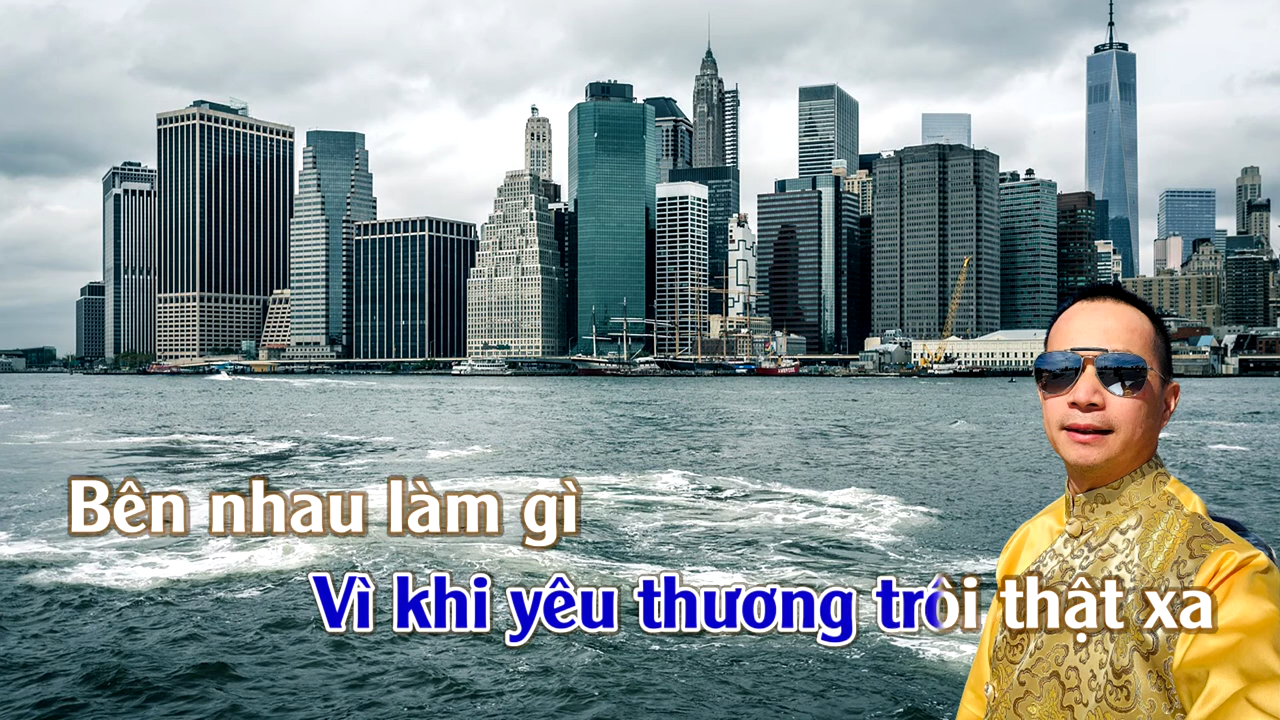 Bên nhau làm gì
Vì khi yêu thương trôi thật xa